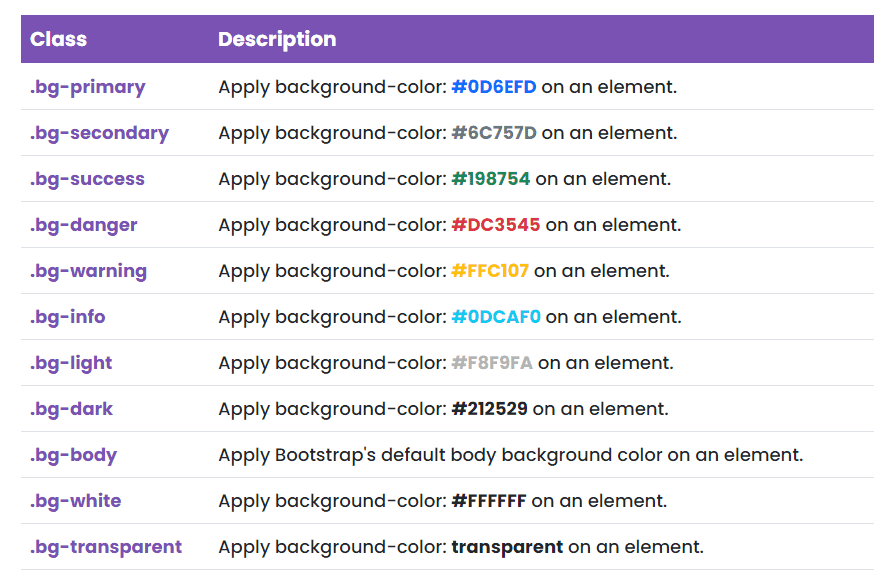 Class Description
.bg-primary Apply background-color: #0D6EFD on an element.
.bg-secondary Apply background-color: #6C757D on an element.
.bg-success Apply background-color: #198754 on an element.
.bg-danger Apply background-color: #DC3545 on an element.
.bg-warning Apply background-color: #FFC107 on an element.
.bg-info Apply background-color: #0DCAF0 on an element.
.bg-light Apply background-color: #F8F9FA on an element.
.bg-dark Apply background-color: #212529 on an element.
.bg-body Apply Bootstrap's default body background color on an element.
.bg-white Apply background-color: #FFFFFF on an element.
.bg-transparent Apply background-color: transparent on an element.